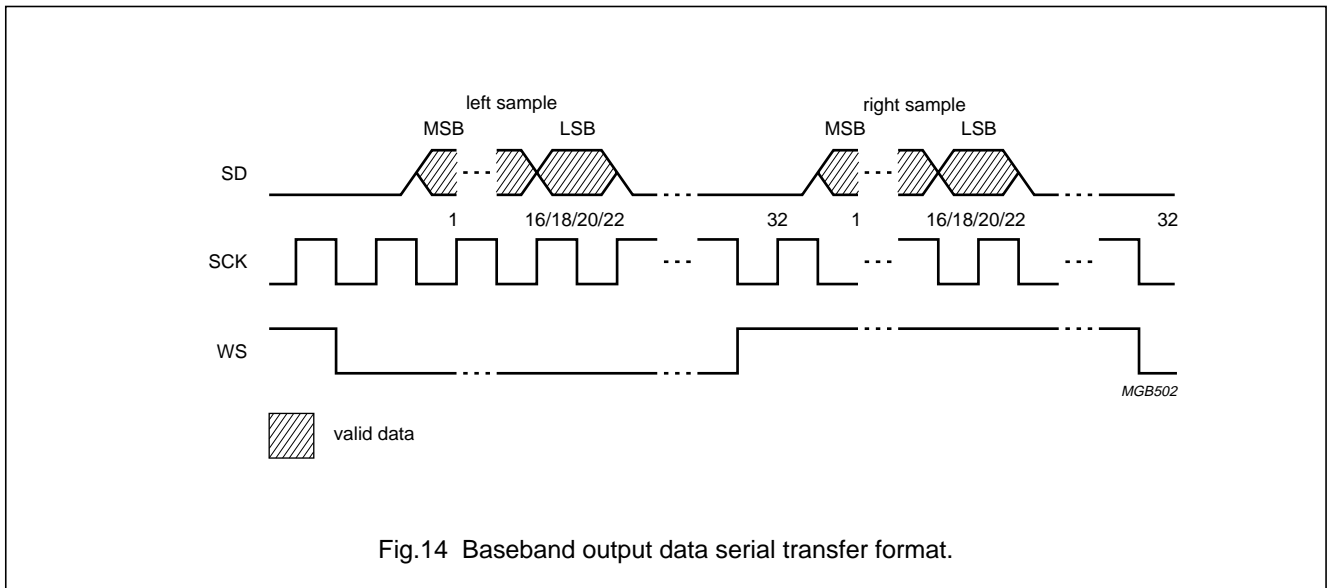 left sample
right sample
MSB
LSB
MSB
LSB
SD
1
16/18/20/22
32
1
16/18/20/22
32
SCK
WS
MGB502
valid data
Fig.14 Baseband output data serial transfer format.